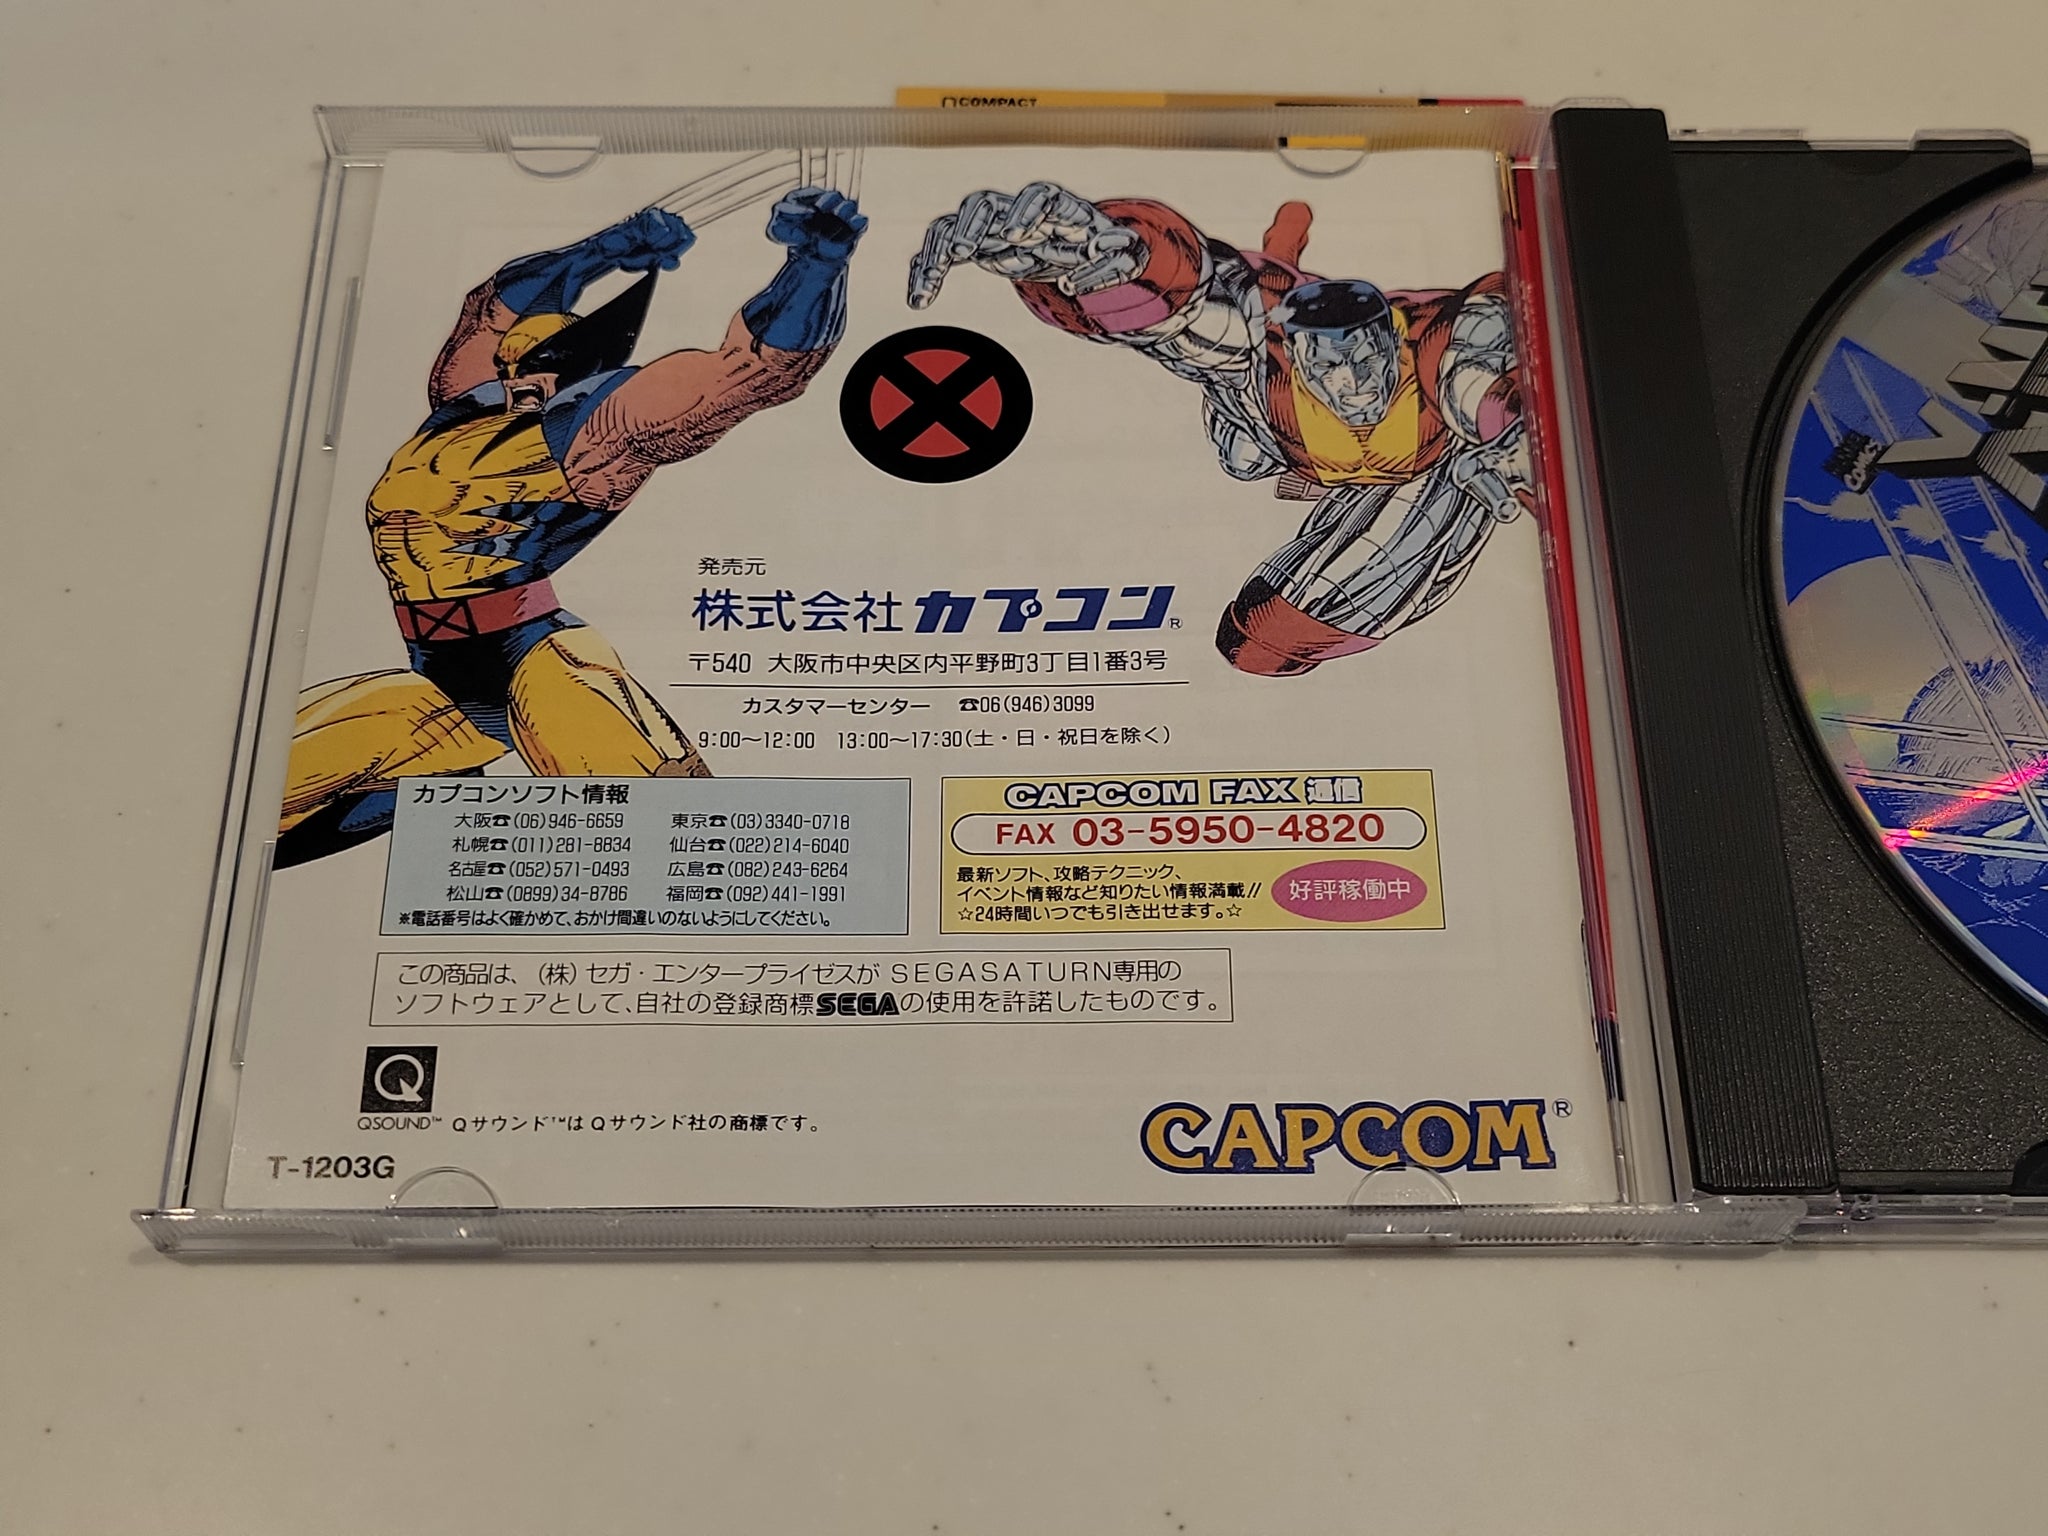 COMPACT
発売元
株式会社カプコン®
〒540 大阪市中央区内平野町3丁目1番3号
カスタマーセンター ☎06(946)3099
9:00〜12:00 13:00〜17:30(土・日・祝日を除く)
カプコンソフト情報
大阪☎(06)946-6659 東京☎(03)3340-0718
札幌☎(011)281-8834 仙台☎(022)214-6040
名古屋☎(052)571-0493 広島☎(082)243-6264
松山☎(0899)34-8786 福岡☎(092)441-1991
※電話番号はよく確かめて、おかけ間違いのないようにしてください。
CAPCOM FAX 通信
FAX 03-5950-4820
最新ソフト、攻略テクニック、
イベント情報など知りたい情報満載!!
☆24時間いつでも引き出せます。☆
好評稼働中
この商品は、(株)セガ・エンタープライゼスがSEGASATURN専用の
ソフトウェアとして、自社の登録商標SEGAの使用を許諾したものです。
Q
QSOUND™ Qサウンド™はQサウンド社の商標です。
T-1203G
CAPCOM®
MARVEL
COMICS